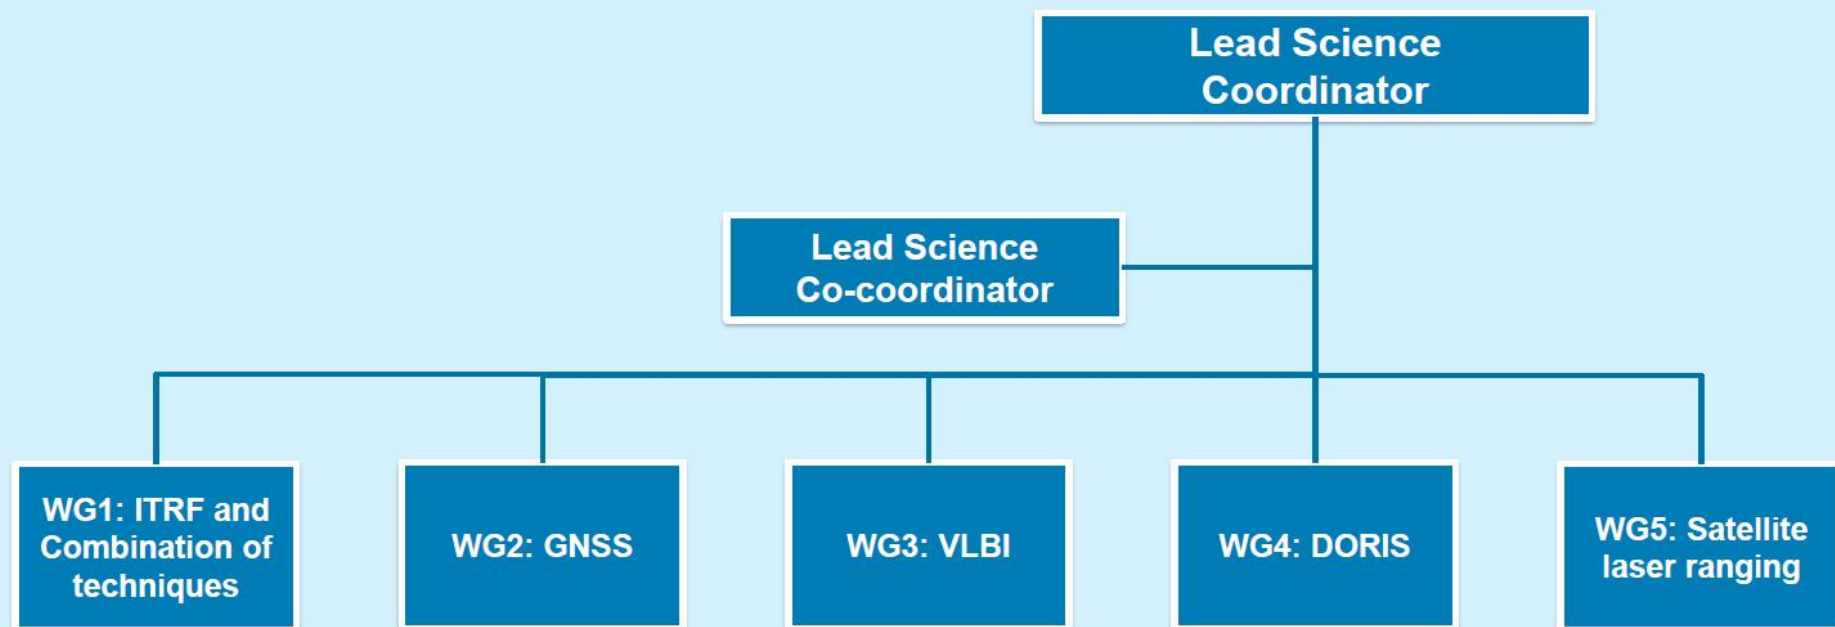 Lead Science
Coordinator
Lead Science
Co-coordinator
WG1: ITRF and
Combination of
techniques
WG2: GNSS
WG3: VLBI
WG4: DORIS
WG5: Satellite
laser ranging